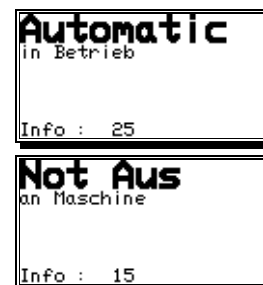 Automatic
in Betrieb
Info : 25
Not Aus
an Maschine
Info : 15